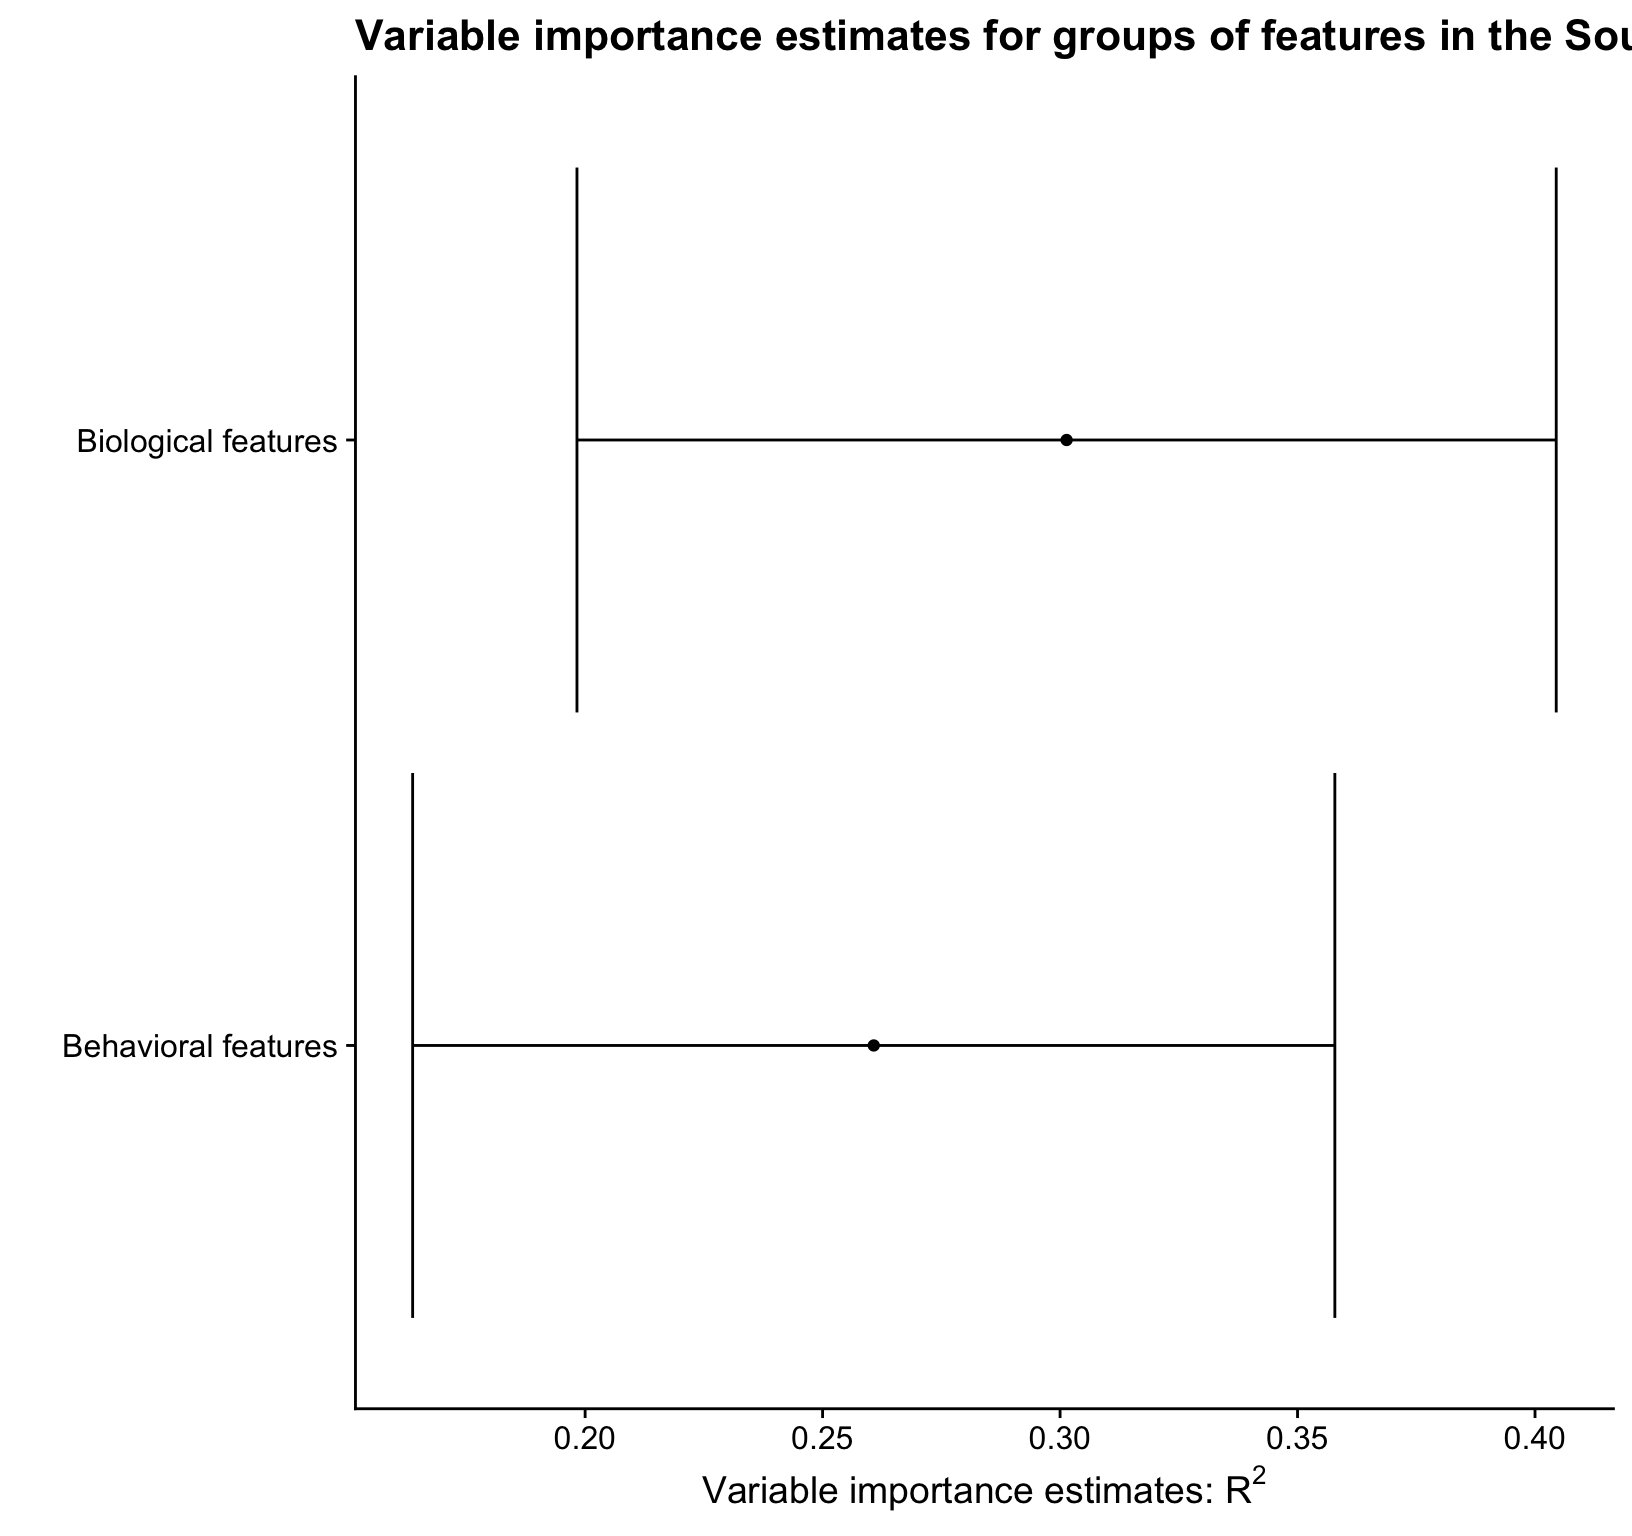 Variable importance estimates for groups of features in the Sou
Biological features
Behavioral features
0.20 0.25 0.30 0.35 0.40
Variable importance estimates: R²